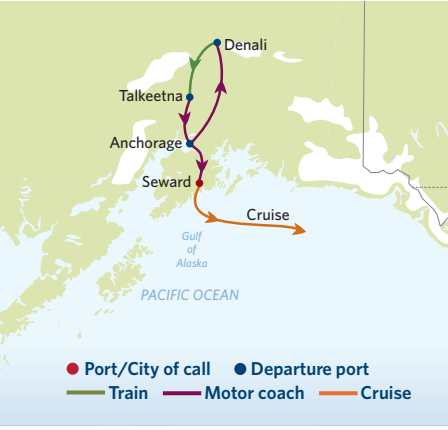 Denali
Talkeetna
Anchorage
Seward
Cruise
Gulf
of
Alaska
PACIFIC OCEAN
Port/City of call Departure port
Train Motor coach Cruise